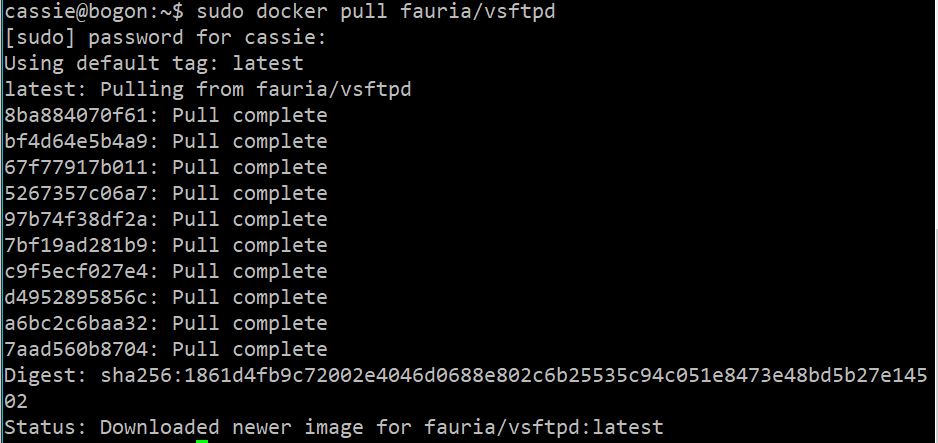 cassie@bogon:~$ sudo docker pull fauria/vsftpd
[sudo] password for cassie:
Using default tag: latest
latest: Pulling from fauria/vsftpd
8ba884070f61: Pull complete
bf4d64e5b4a9: Pull complete
67f77917b011: Pull complete
5267357c06a7: Pull complete
97b74f38df2a: Pull complete
7bf19ad281b9: Pull complete
c9f5ecf027e4: Pull complete
d4952895856c: Pull complete
a6bc2c6baa32: Pull complete
7aad560b8704: Pull complete
Digest: sha256:1861d4fb9c72002e4046d0688e802c6b25535c94c051e8473e48bd5b27e145
02
Status: Downloaded newer image for fauria/vsftpd:latest